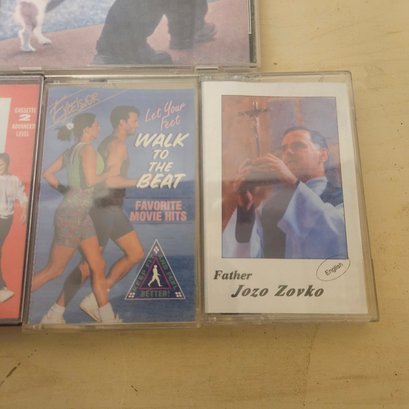 CASSETTE
2
ADVANCED
LEVEL
EXCELSIOR
Let Your
Feet
WALK
TO THE
BEAT
FAVORITE
MOVIE HITS
BETTER!
English
Father
Jozo Zovko